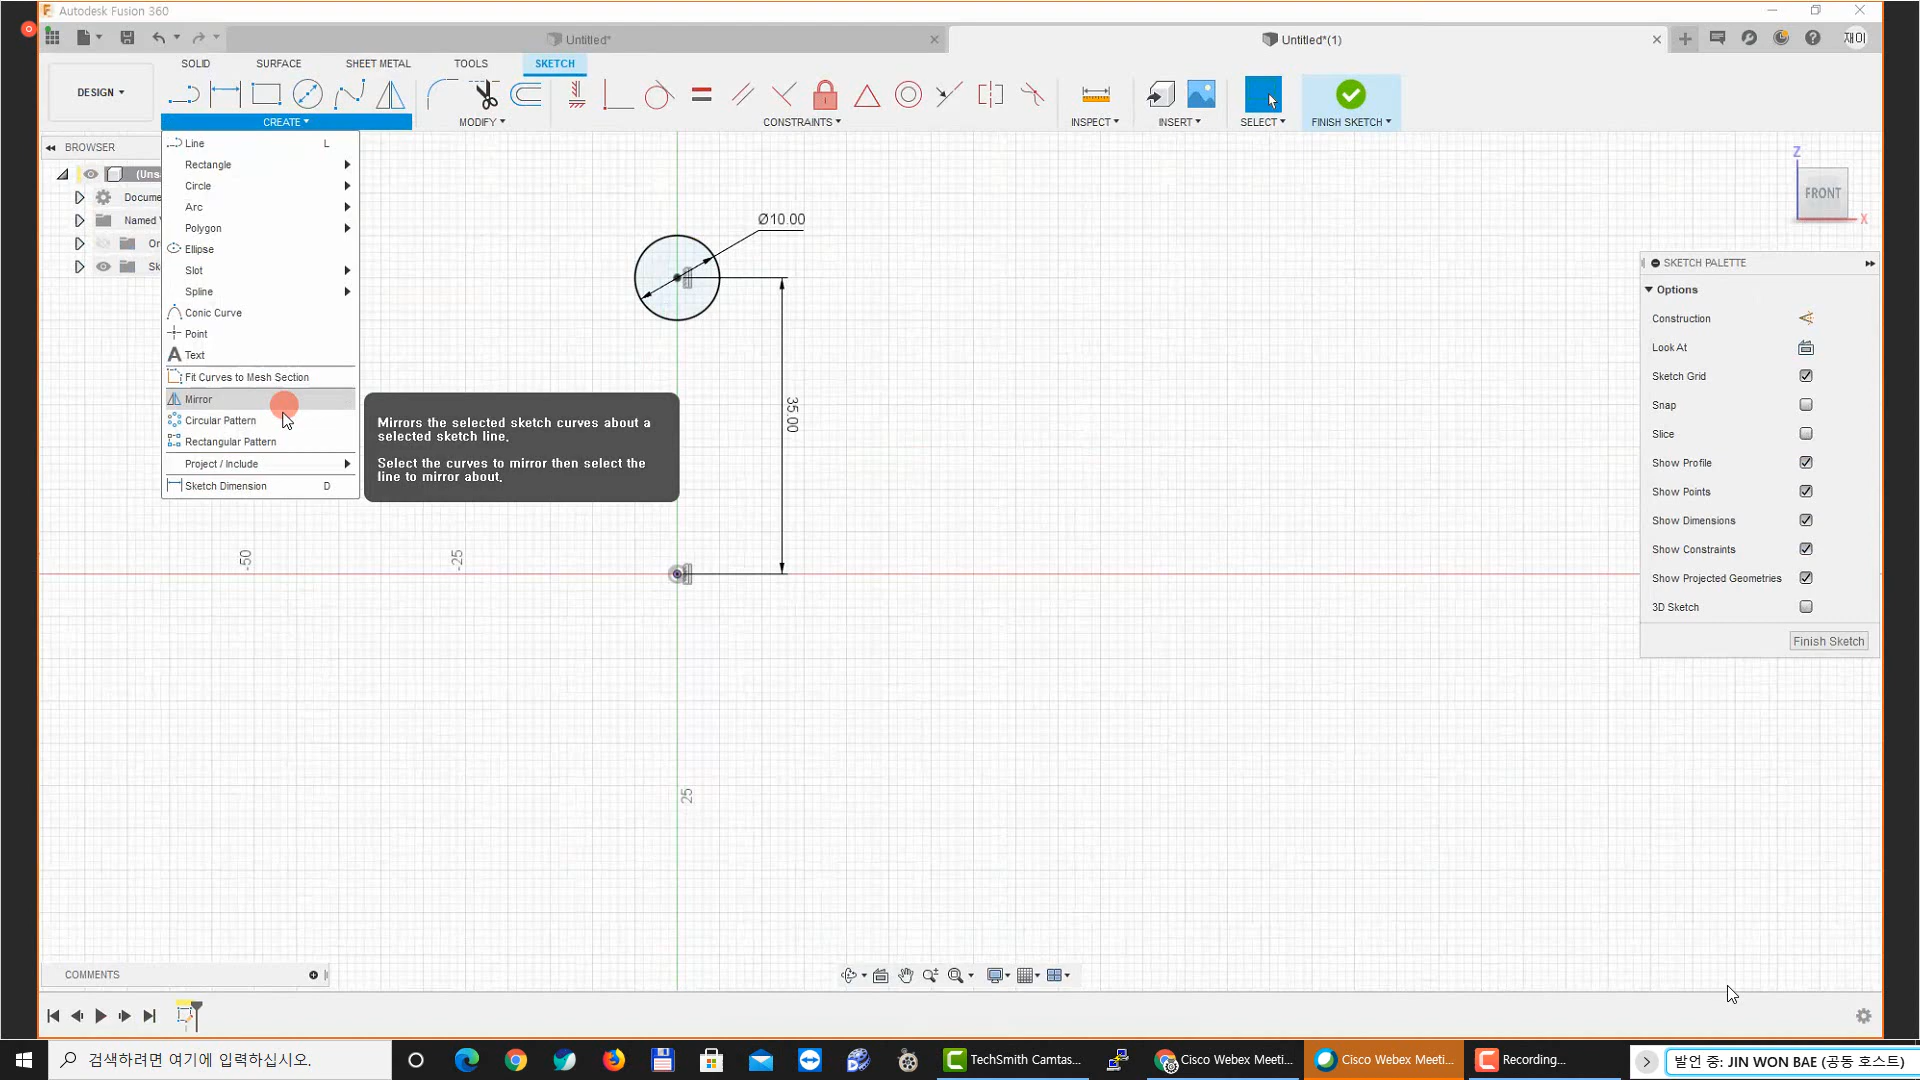 Autodesk Fusion 360
Untitled*
Untitled*(1)
재이
SOLID
SURFACE
SHEET METAL
TOOLS
SKETCH
DESIGN
CREATE
MODIFY
CONSTRAINTS
INSPECT
INSERT
SELECT
FINISH SKETCH
BROWSER
(Uns
Docume
Named V
Or
Sk
Line L
Rectangle
Circle
Arc
Polygon
Ellipse
Slot
Spline
Conic Curve
Point
Text
Fit Curves to Mesh Section
Mirror
Circular Pattern
Rectangular Pattern
Project / Include
Sketch Dimension D
Mirrors the selected sketch curves about a
selected sketch line.
Select the curves to mirror then select the
line to mirror about.
Ø10.00
35.00
-50
-25
25
Z
FRONT
X
SKETCH PALETTE
Options
Construction
Look At
Sketch Grid
Snap
Slice
Show Profile
Show Points
Show Dimensions
Show Constraints
Show Projected Geometries
3D Sketch
Finish Sketch
COMMENTS
검색하려면 여기에 입력하십시오.
TechSmith Camtas...
Cisco Webex Meeti...
Cisco Webex Meeti...
Recording...
발언 중: JIN WON BAE (공동 호스트)